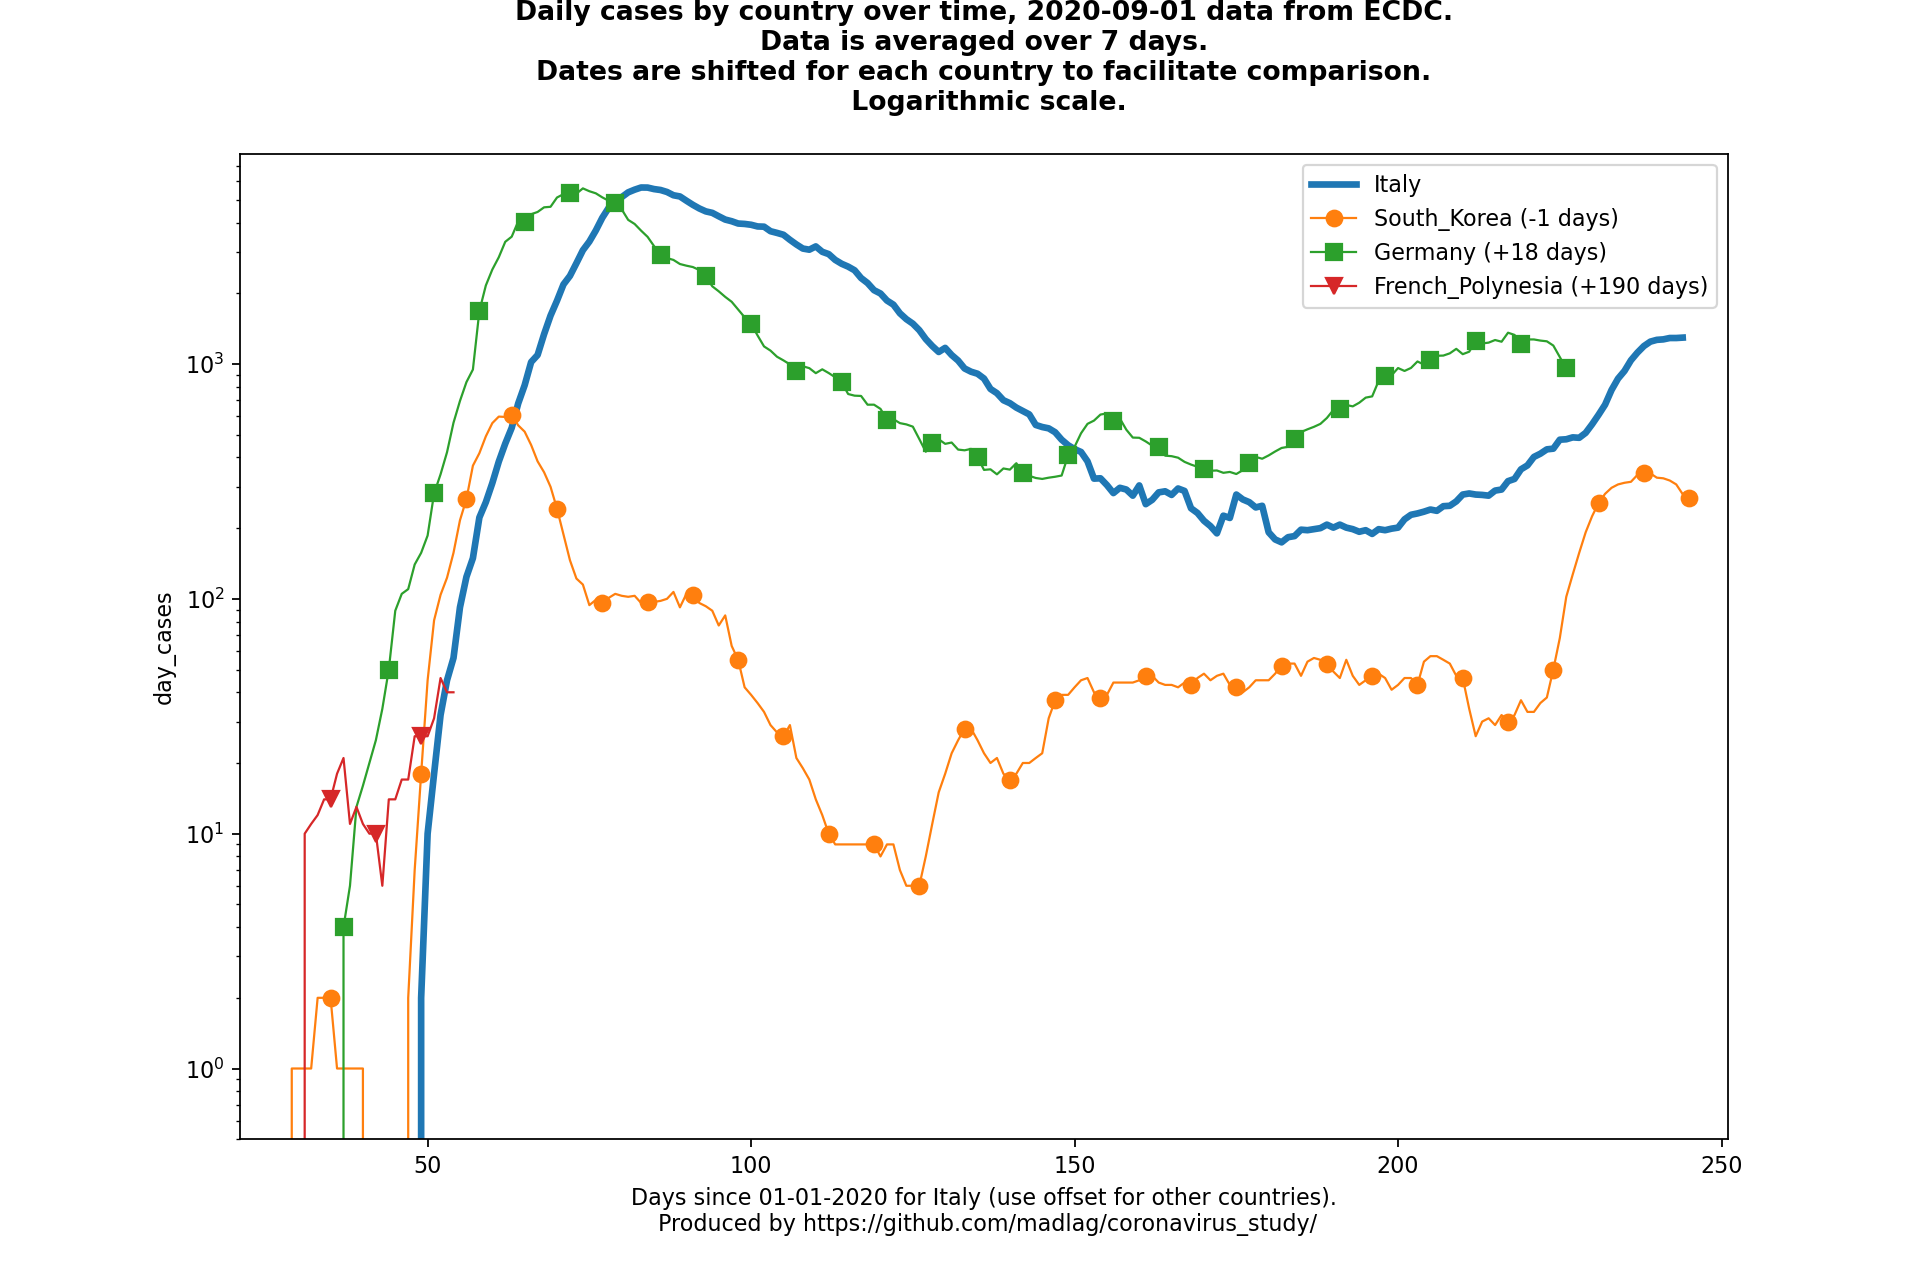 Daily cases by country over time, 2020-09-01 data from ECDC.
Data is averaged over 7 days.
Dates are shifted for each country to facilitate comparison.
Logarithmic scale.
Italy
South_Korea (-1 days)
Germany (+18 days)
French_Polynesia (+190 days)
10³
10²
10¹
10⁰
day_cases
50
100
150
200
250
Days since 01-01-2020 for Italy (use offset for other countries).
Produced by https://github.com/madlag/coronavirus_study/